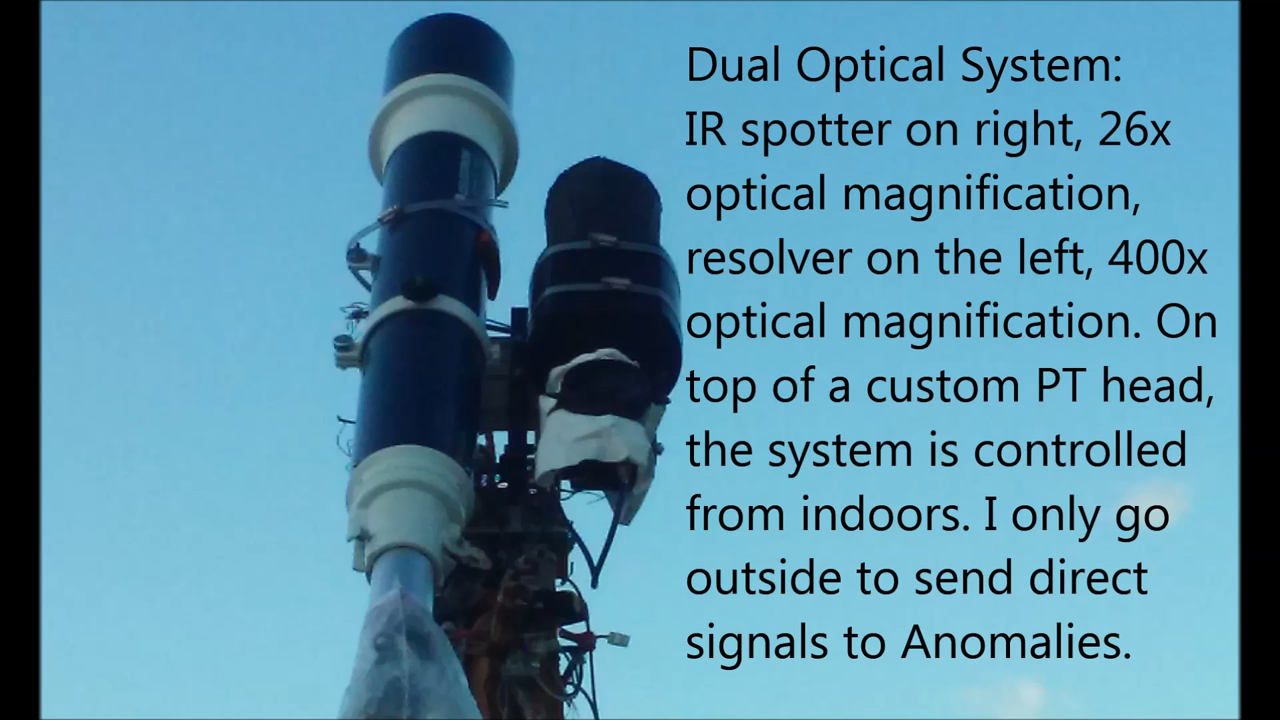 Dual Optical System:
IR spotter on right, 26x
optical magnification,
resolver on the left, 400x
optical magnification. On
top of a custom PT head,
the system is controlled
from indoors. I only go
outside to send direct
signals to Anomalies.